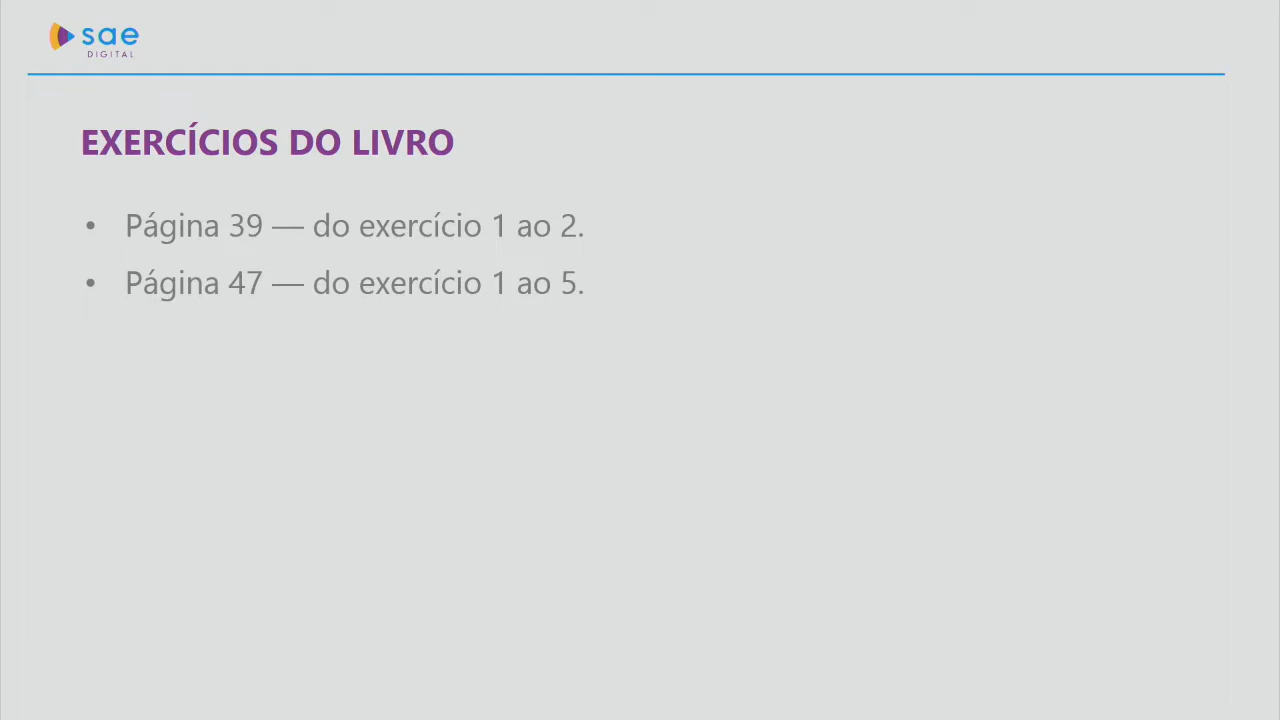 sae
DIGITAL
EXERCÍCIOS DO LIVRO
• Página 39 — do exercício 1 ao 2.
• Página 47 — do exercício 1 ao 5.